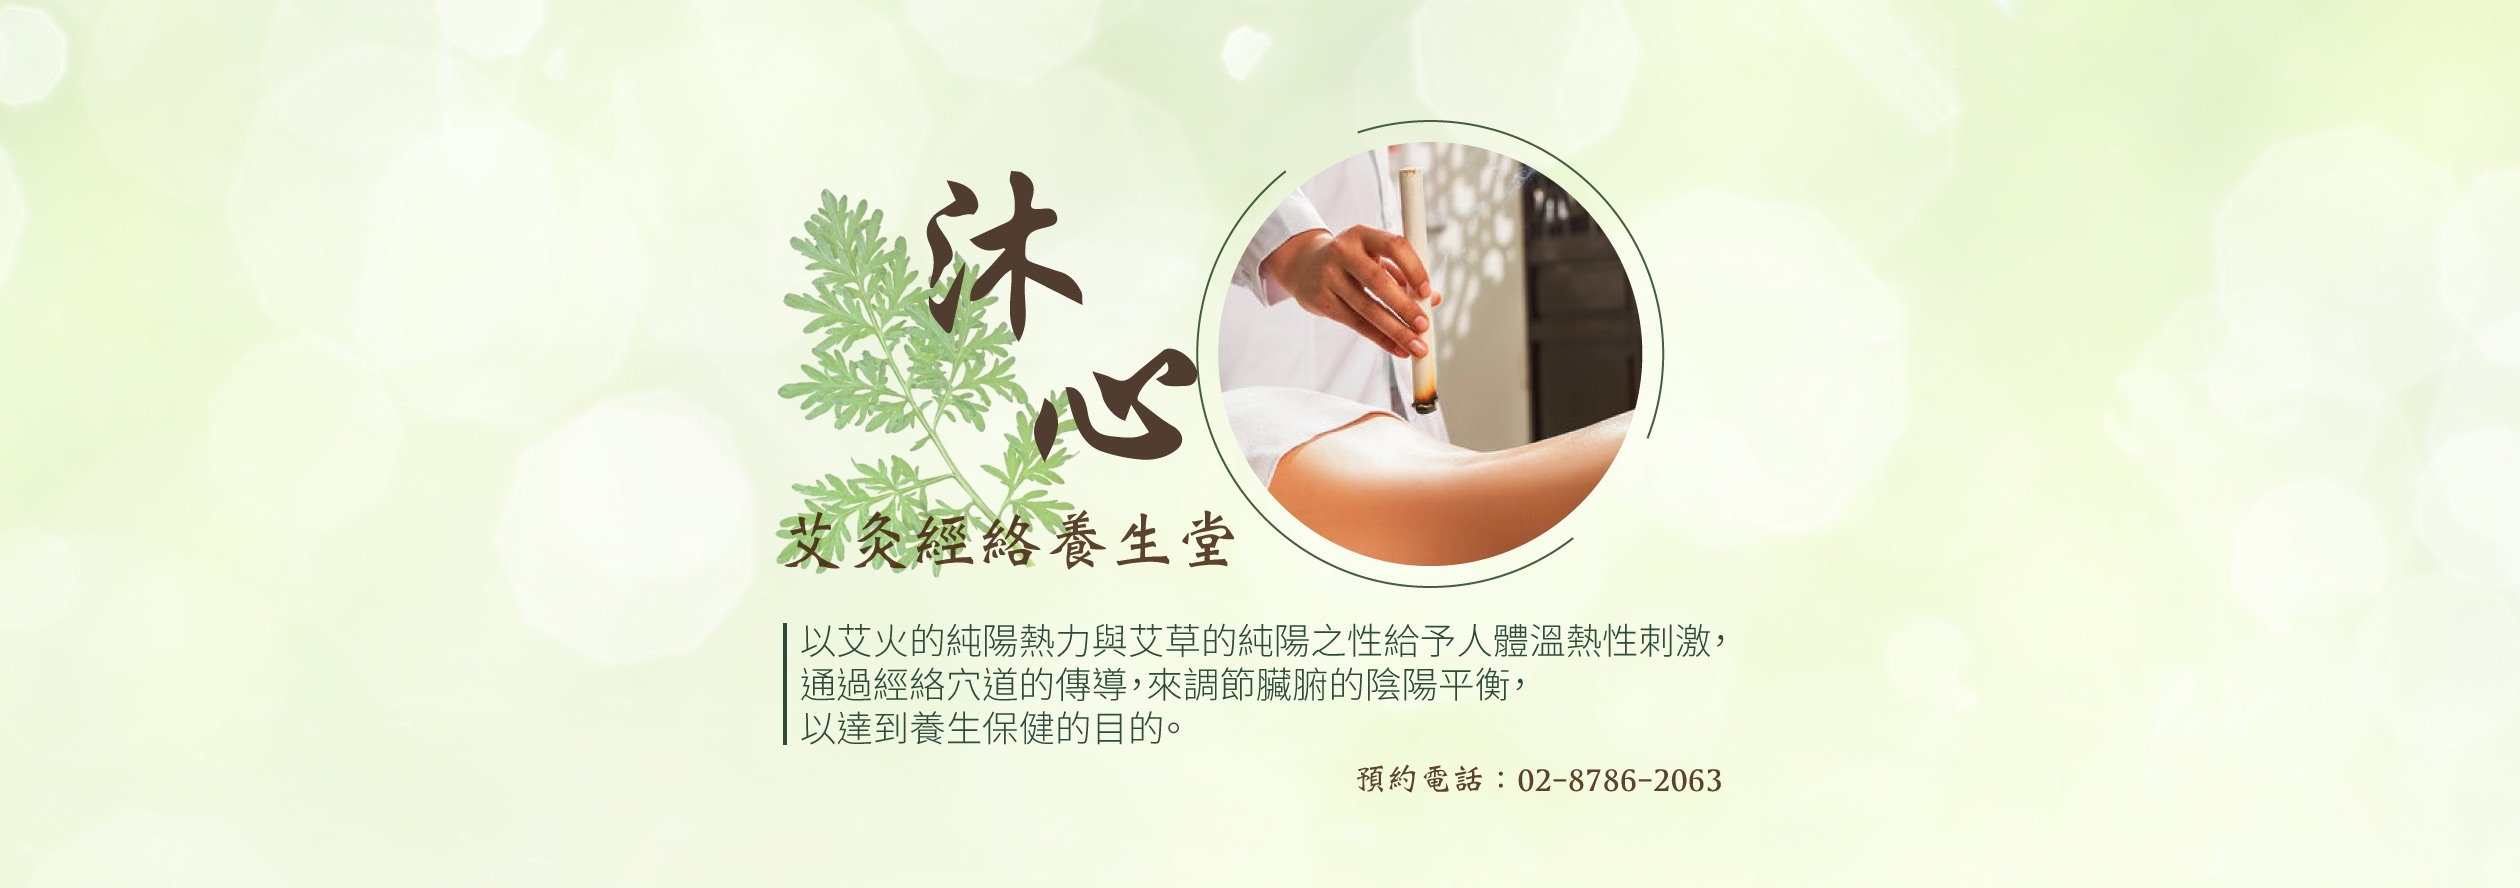 沐
心
艾灸經絡養生堂
以艾火的純陽熱力與艾草的純陽之性給予人體溫熱性刺激，
通過經絡穴道的傳導，來調節臟腑的陰陽平衡，
以達到養生保健的目的。
預約電話：02-8786-2063